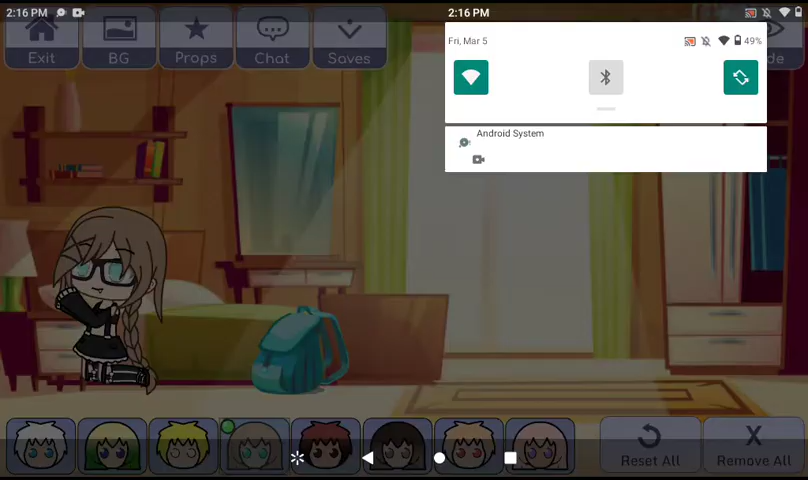 2:16 PM
2:16 PM
Exit
BG
Props
Chat
Saves
Fri, Mar 5
49%
Android System
Reset All
X
Remove All